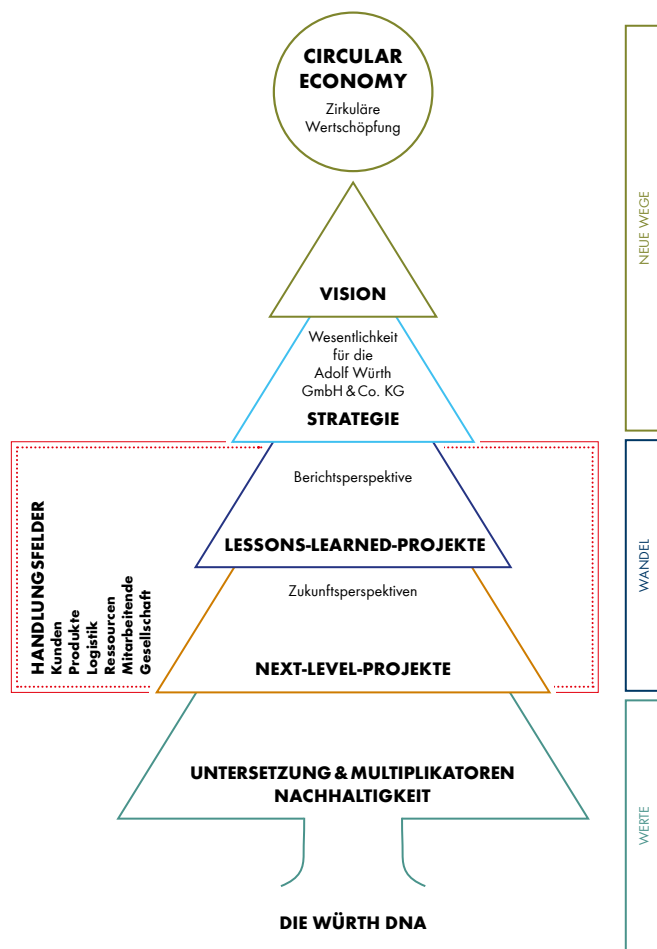 CIRCULAR
ECONOMY
Zirkuläre
Wertschöpfung
VISION
Wesentlichkeit
für die
Adolf Würth
GmbH & Co. KG
STRATEGIE
Berichtsperspektive
LESSONS-LEARNED-PROJEKTE
Zukunftsperspektiven
NEXT-LEVEL-PROJEKTE
UNTERSETZUNG & MULTIPLIKATOREN
NACHHALTIGKEIT
DIE WÜRTH DNA
HANDLUNGSFELDER
Kunden
Produkte
Logistik
Ressourcen
Mitarbeitende
Gesellschaft
NEUE WEGE
WANDEL
WERTE